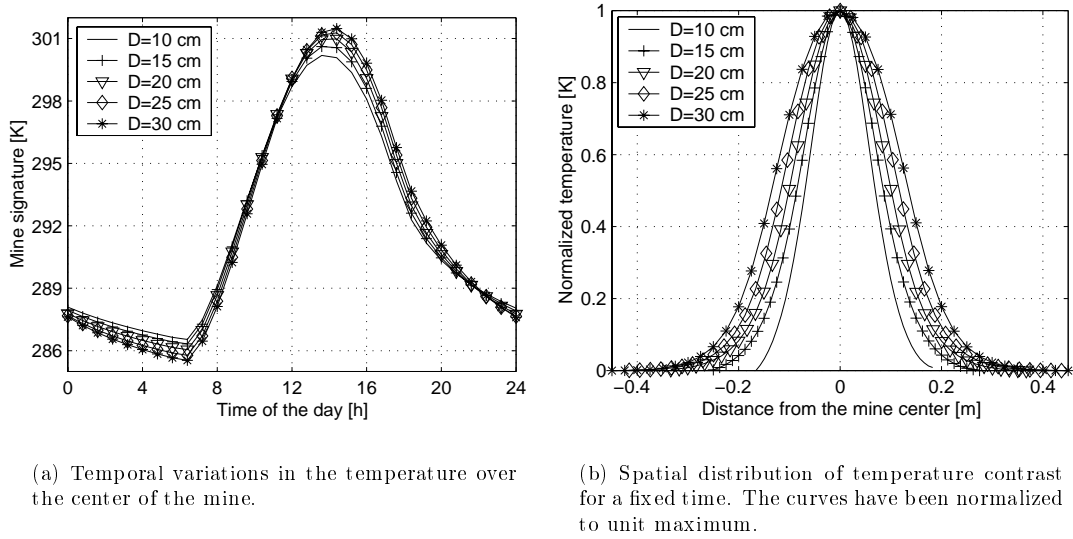 D=10 cm
D=15 cm
D=20 cm
D=25 cm
D=30 cm
301
298
295
292
289
286
Mine signature [K]
0 4 8 12 16 20 24
Time of the day [h]
(a) Temporal variations in the temperature over
the center of the mine.
D=10 cm
D=15 cm
D=20 cm
D=25 cm
D=30 cm
1
0.8
0.6
0.4
0.2
0
Normalized temperature [K]
−0.4 −0.2 0 0.2 0.4
Distance from the mine center [m]
(b) Spatial distribution of temperature contrast
for a fixed time. The curves have been normalized
to unit maximum.